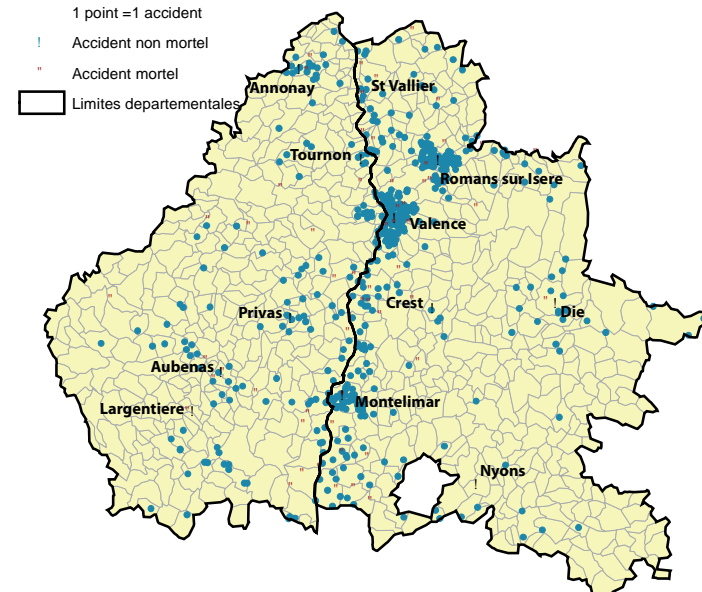 1 point =1 accident
! Accident non mortel
" Accident mortel
Limites departementales
Annonay
St Vallier
Tournon
Romans sur Isere
Valence
Privas
Crest
Die
Aubenas
Largentiere
Montelimar
Nyons